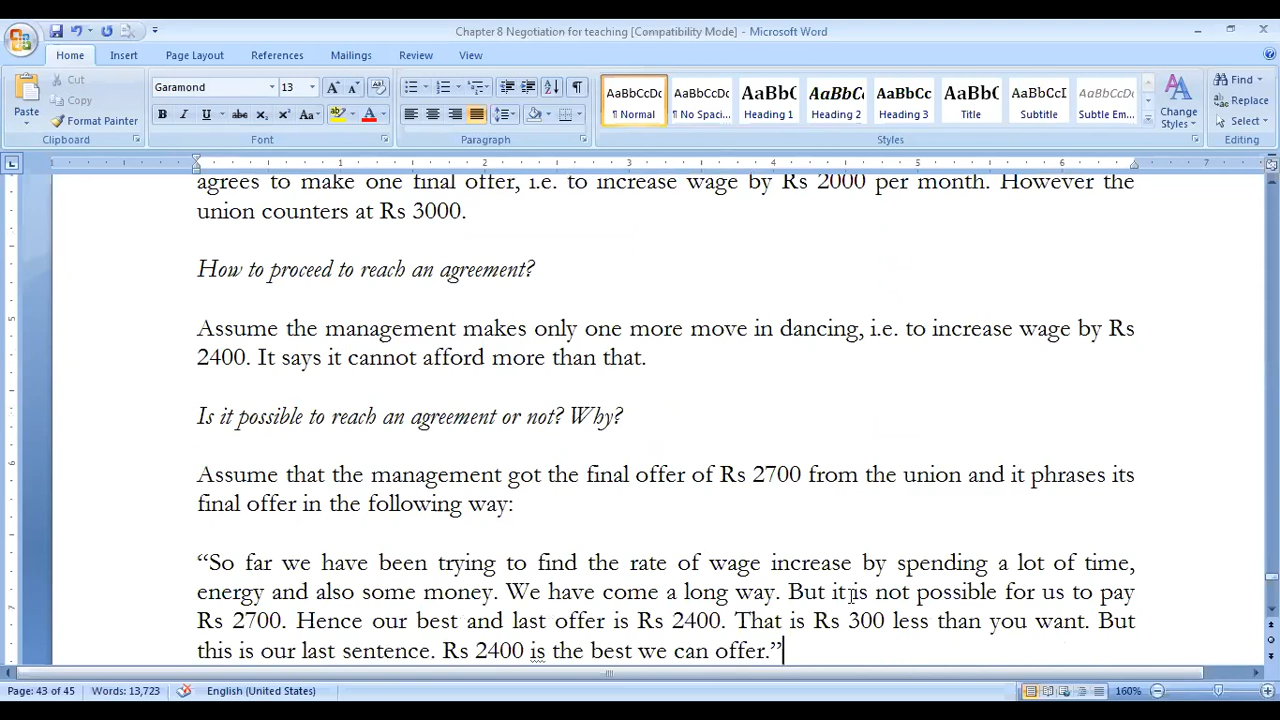 Chapter 8 Negotiation for teaching [Compatibility Mode] - Microsoft Word
Home Insert Page Layout References Mailings Review View
Paste
Cut
Copy
Format Painter
Clipboard
Garamond 13
B I U abc x₂ x² Aa
Font
Paragraph
AaBbCcDc AaBbCcDc AaBbC AaBbCc AaBbCc AaBbC AaBbCcI AaBbCcDc
¶ Normal ¶ No Spaci... Heading 1 Heading 2 Heading 3 Title Subtitle Subtle Em...
Change Styles
Styles
Find
Replace
Select
Editing
1 2 3 4 5 6 7
agrees to make one final offer, i.e. to increase wage by Rs 2000 per month. However the
union counters at Rs 3000.
How to proceed to reach an agreement?
Assume the management makes only one more move in dancing, i.e. to increase wage by Rs
2400. It says it cannot afford more than that.
Is it possible to reach an agreement or not? Why?
Assume that the management got the final offer of Rs 2700 from the union and it phrases its
final offer in the following way:
“So far we have been trying to find the rate of wage increase by spending a lot of time,
energy and also some money. We have come a long way. But it is not possible for us to pay
Rs 2700. Hence our best and last offer is Rs 2400. That is Rs 300 less than you want. But
this is our last sentence. Rs 2400 is the best we can offer.”
Page: 43 of 45 Words: 13,723 English (United States) 160%